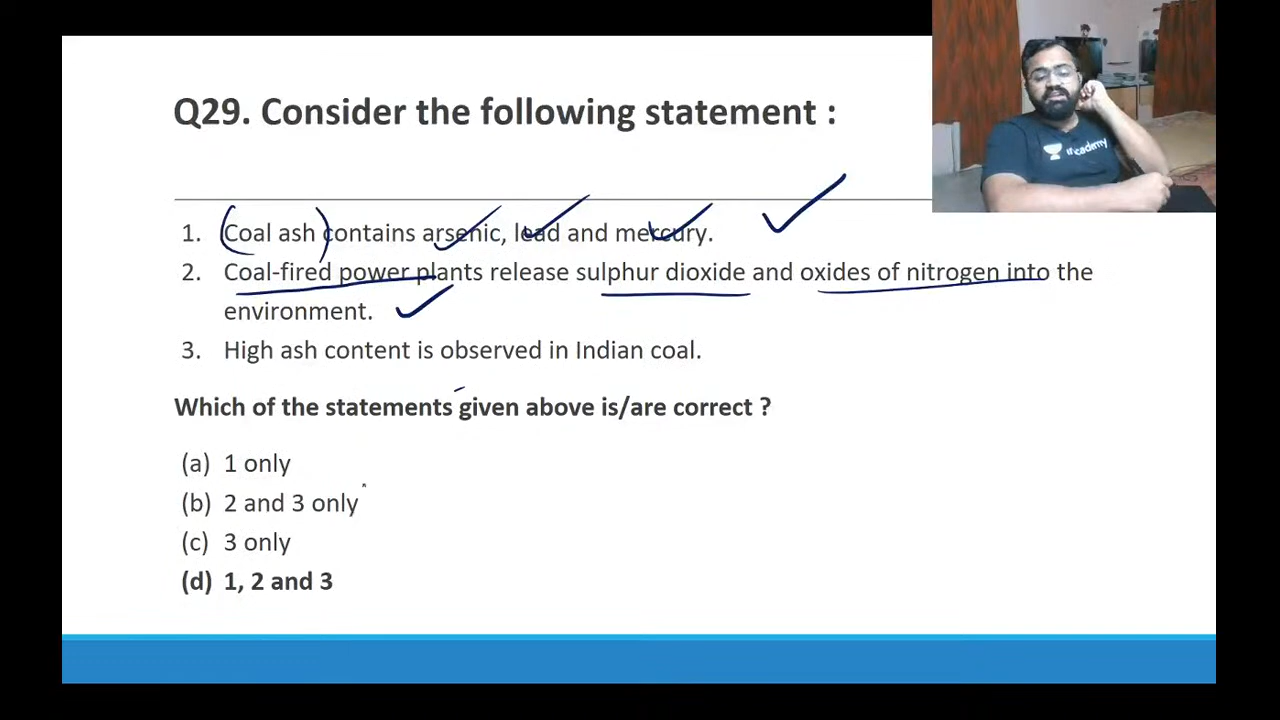 Q29. Consider the following statement :
1. Coal ash contains arsenic, lead and mercury.
2. Coal-fired power plants release sulphur dioxide and oxides of nitrogen into the
environment.
3. High ash content is observed in Indian coal.
Which of the statements given above is/are correct ?
(a) 1 only
(b) 2 and 3 only
(c) 3 only
(d) 1, 2 and 3